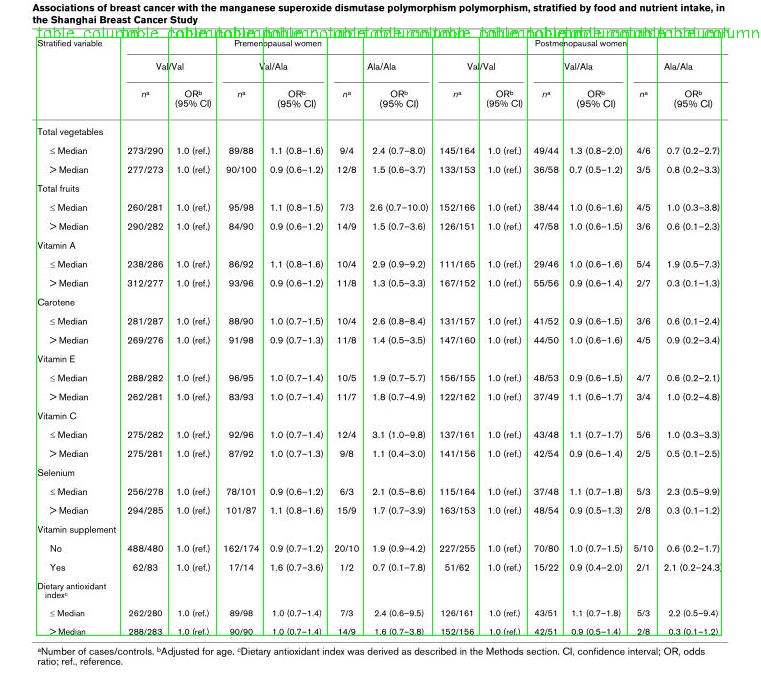 Associations of breast cancer with the manganese superoxide dismutase polymorphism polymorphism, stratified by food and nutrient intake, in
the Shanghai Breast Cancer Study
Stratified variable Premenopausal women Postmenopausal women
Val/Val Val/Ala Ala/Ala Val/Val Val/Ala Ala/Ala
nᵃ ORᵇ nᵃ ORᵇ nᵃ ORᵇ nᵃ ORᵇ nᵃ ORᵇ nᵃ ORᵇ
(95% CI) (95% CI) (95% CI) (95% CI) (95% CI) (95% CI)
Total vegetables
≤ Median 273/290 1.0 (ref.) 89/88 1.1 (0.8–1.6) 9/4 2.4 (0.7–8.0) 145/164 1.0 (ref.) 49/44 1.3 (0.8–2.0) 4/6 0.7 (0.2–2.7)
> Median 277/273 1.0 (ref.) 90/100 0.9 (0.6–1.2) 12/8 1.5 (0.6–3.7) 133/153 1.0 (ref.) 36/58 0.7 (0.5–1.2) 3/5 0.8 (0.2–3.3)
Total fruits
≤ Median 260/281 1.0 (ref.) 95/98 1.1 (0.8–1.5) 7/3 2.6 (0.7–10.0) 152/166 1.0 (ref.) 38/44 1.0 (0.6–1.6) 4/5 1.0 (0.3–3.8)
> Median 290/282 1.0 (ref.) 84/90 0.9 (0.6–1.2) 14/9 1.5 (0.7–3.6) 126/151 1.0 (ref.) 47/58 1.0 (0.6–1.5) 3/6 0.6 (0.1–2.3)
Vitamin A
≤ Median 238/286 1.0 (ref.) 86/92 1.1 (0.8–1.6) 10/4 2.9 (0.9–9.2) 111/165 1.0 (ref.) 29/46 1.0 (0.6–1.6) 5/4 1.9 (0.5–7.3)
> Median 312/277 1.0 (ref.) 93/96 0.9 (0.6–1.2) 11/8 1.3 (0.5–3.3) 167/152 1.0 (ref.) 55/56 0.9 (0.6–1.4) 2/7 0.3 (0.1–1.3)
Carotene
≤ Median 281/287 1.0 (ref.) 88/90 1.0 (0.7–1.5) 10/4 2.6 (0.8–8.4) 131/157 1.0 (ref.) 41/52 0.9 (0.6–1.5) 3/6 0.6 (0.1–2.4)
> Median 269/276 1.0 (ref.) 91/98 0.9 (0.7–1.3) 11/8 1.4 (0.5–3.5) 147/160 1.0 (ref.) 44/50 1.0 (0.6–1.6) 4/5 0.9 (0.2–3.4)
Vitamin E
≤ Median 288/282 1.0 (ref.) 96/95 1.0 (0.7–1.4) 10/5 1.9 (0.7–5.7) 156/155 1.0 (ref.) 48/53 0.9 (0.6–1.5) 4/7 0.6 (0.2–2.1)
> Median 262/281 1.0 (ref.) 83/93 1.0 (0.7–1.4) 11/7 1.8 (0.7–4.9) 122/162 1.0 (ref.) 37/49 1.1 (0.6–1.7) 3/4 1.0 (0.2–4.8)
Vitamin C
≤ Median 275/282 1.0 (ref.) 92/96 1.0 (0.7–1.4) 12/4 3.1 (1.0–9.8) 137/161 1.0 (ref.) 43/48 1.1 (0.7–1.7) 5/6 1.0 (0.3–3.3)
> Median 275/281 1.0 (ref.) 87/92 1.0 (0.7–1.3) 9/8 1.1 (0.4–3.0) 141/156 1.0 (ref.) 42/54 0.9 (0.6–1.4) 2/5 0.5 (0.1–2.5)
Selenium
≤ Median 256/278 1.0 (ref.) 78/101 0.9 (0.6–1.2) 6/3 2.1 (0.5–8.6) 115/164 1.0 (ref.) 37/48 1.1 (0.7–1.8) 5/3 2.3 (0.5–9.9)
> Median 294/285 1.0 (ref.) 101/87 1.1 (0.8–1.6) 15/9 1.7 (0.7–3.9) 163/153 1.0 (ref.) 48/54 0.9 (0.5–1.3) 2/8 0.3 (0.1–1.2)
Vitamin supplement
No 488/480 1.0 (ref.) 162/174 0.9 (0.7–1.2) 20/10 1.9 (0.9–4.2) 227/255 1.0 (ref.) 70/80 1.0 (0.7–1.5) 5/10 0.6 (0.2–1.7)
Yes 62/83 1.0 (ref.) 17/14 1.6 (0.7–3.6) 1/2 0.7 (0.1–7.8) 51/62 1.0 (ref.) 15/22 0.9 (0.4–2.0) 2/1 2.1 (0.2–24.3)
Dietary antioxidant
indexᶜ
≤ Median 262/280 1.0 (ref.) 89/98 1.0 (0.7–1.4) 7/3 2.4 (0.6–9.5) 126/161 1.0 (ref.) 43/51 1.1 (0.7–1.8) 5/3 2.2 (0.5–9.4)
> Median 288/283 1.0 (ref.) 90/90 1.0 (0.7–1.4) 14/9 1.6 (0.7–3.8) 152/156 1.0 (ref.) 42/51 0.9 (0.5–1.4) 2/8 0.3 (0.1–1.2)
ᵃNumber of cases/controls. ᵇAdjusted for age. ᶜDietary antioxidant index was derived as described in the Methods section. CI, confidence interval; OR, odds
ratio; ref., reference.